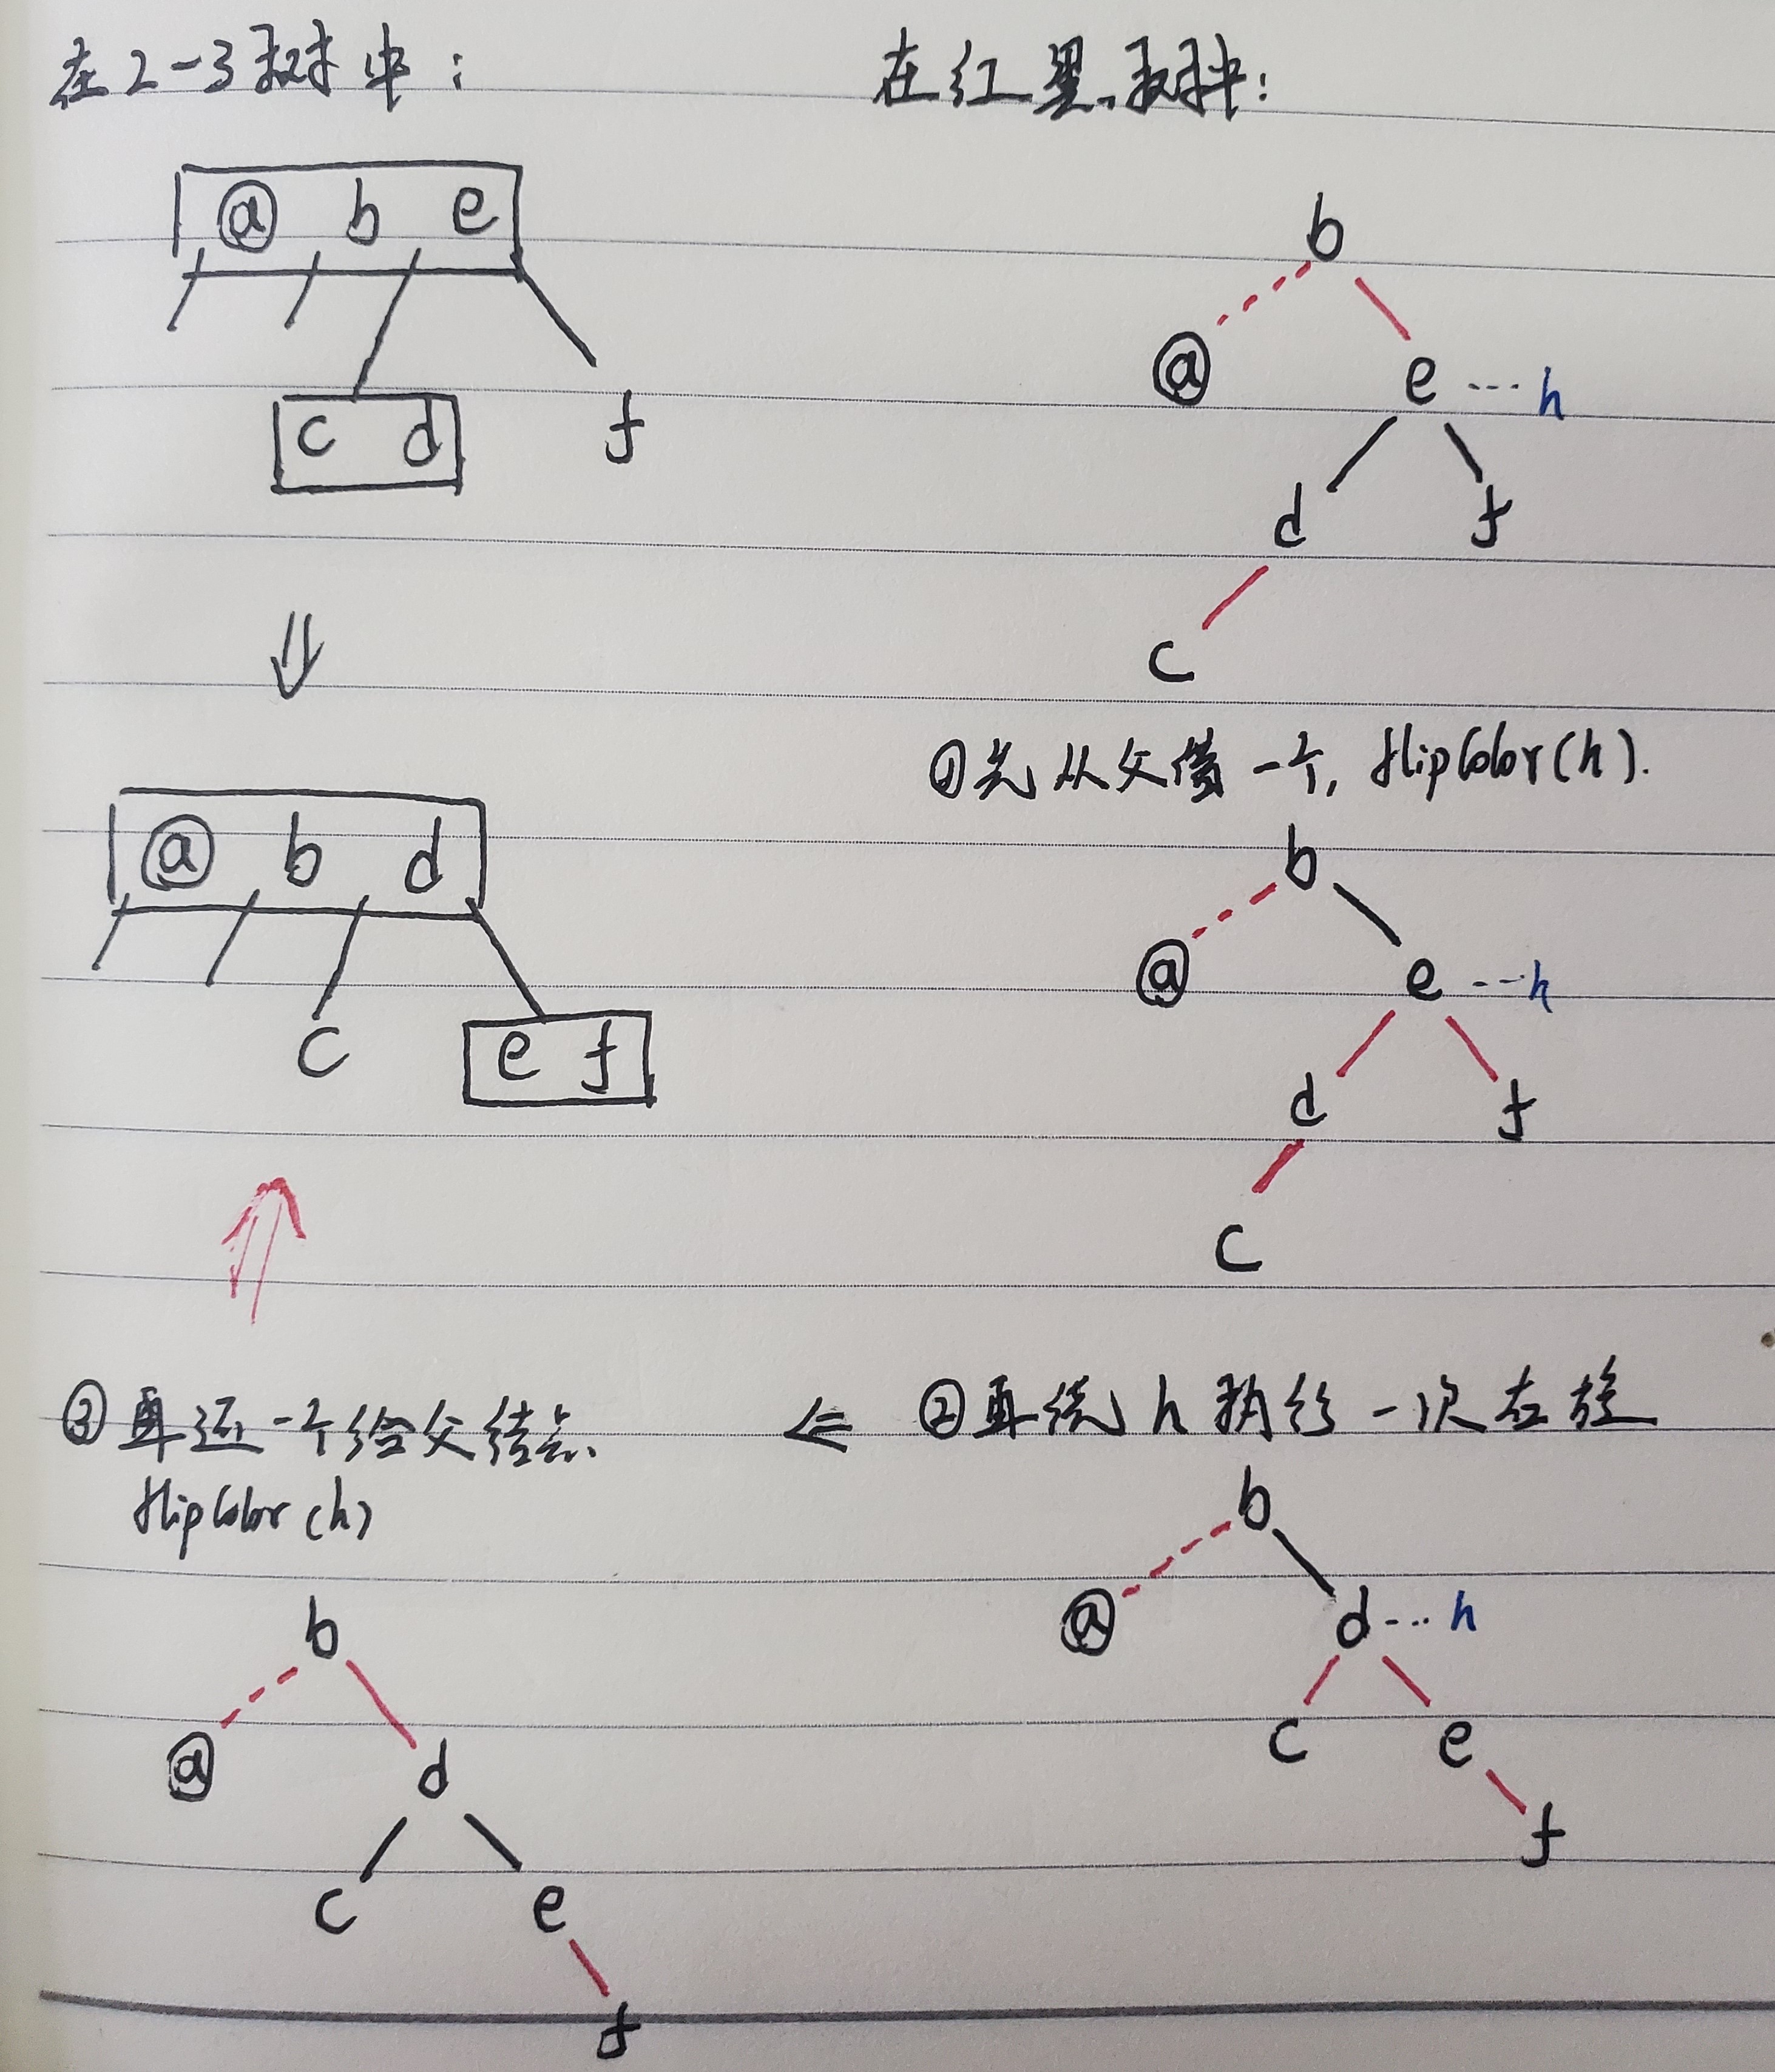 在2-3树中：
在红黑树中：
ⓐ b e
c d
f
b
ⓐ
e ---- h
d
f
c
①先从父借一个, flipColor(h).
ⓐ b d
c
e f
b
ⓐ
e ---- h
d
f
c
②再绕h执行一次右旋
b
ⓐ
d ---- h
c
e
f
③再还一个给父结点.
flipColor(h)
b
ⓐ
d
c
e
f